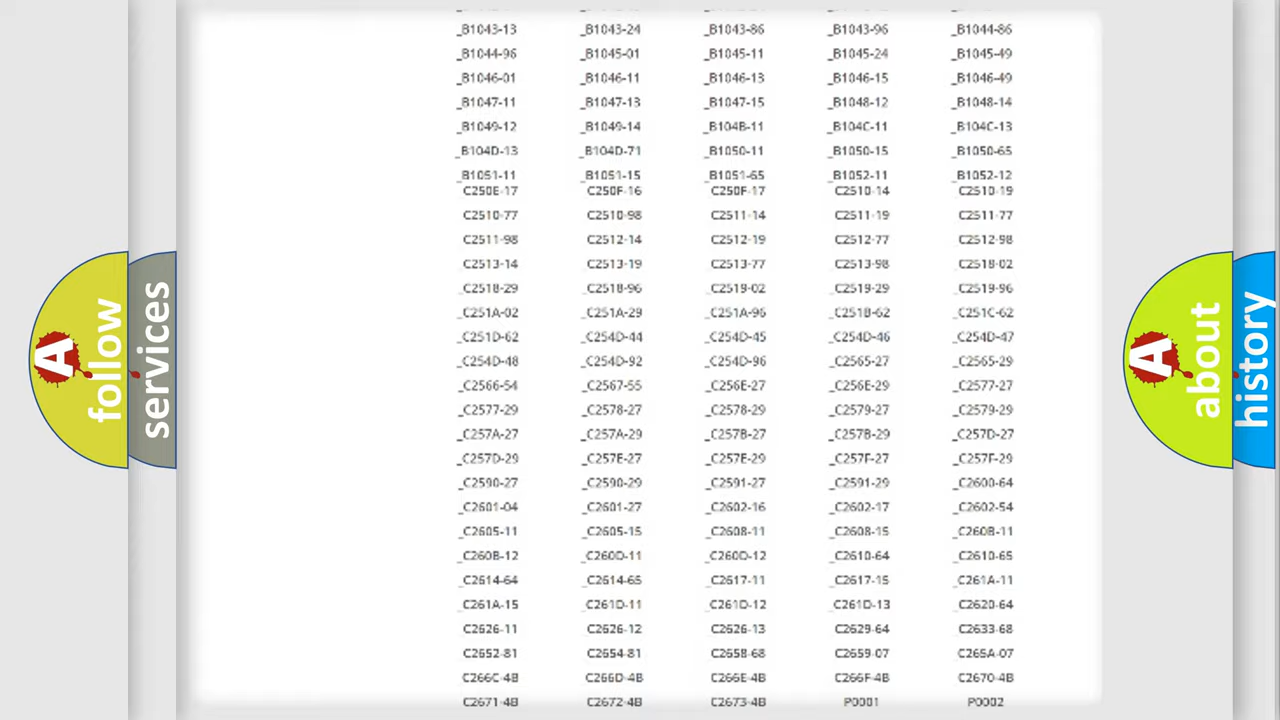 _B1043-13 _B1043-24 _B1043-86 _B1043-96 _B1044-86
_B1044-96 _B1045-01 _B1045-11 _B1045-24 _B1045-49
_B1046-01 _B1046-11 _B1046-13 _B1046-15 _B1046-49
_B1047-11 _B1047-13 _B1047-15 _B1048-12 _B1048-14
_B1049-12 _B1049-14 _B104B-11 _B104C-11 _B104C-13
_B104D-13 _B104D-71 _B1050-11 _B1050-15 _B1050-65
_B1051-11 _B1051-15 _B1051-65 _B1052-11 _B1052-12
C250E-17 C250F-16 C250F-17 C2510-14 C2510-19
C2510-77 C2510-98 C2511-14 C2511-19 C2511-77
C2511-98 C2512-14 C2512-19 C2512-77 C2512-98
C2513-14 C2513-19 C2513-77 C2513-98 C2518-02
_C2518-29 _C2518-96 _C2519-02 _C2519-29 _C2519-96
_C251A-02 _C251A-29 _C251A-96 _C251B-62 _C251C-62
_C251D-62 _C254D-44 _C254D-45 _C254D-46 _C254D-47
_C254D-48 _C254D-92 _C254D-96 _C2565-27 _C2565-29
_C2566-54 _C2567-55 _C256E-27 _C256E-29 _C2577-27
_C2577-29 _C2578-27 _C2578-29 _C2579-27 _C2579-29
_C257A-27 _C257A-29 _C257B-27 _C257B-29 _C257D-27
_C257D-29 _C257E-27 _C257E-29 _C257F-27 _C257F-29
_C2590-27 _C2590-29 _C2591-27 _C2591-29 _C2600-64
_C2601-04 _C2601-27 _C2602-16 _C2602-17 _C2602-54
_C2605-11 _C2605-15 _C2608-11 _C2608-15 _C260B-11
_C260B-12 _C260D-11 _C260D-12 _C2610-64 _C2610-65
_C2614-64 _C2614-65 _C2617-11 _C2617-15 _C261A-11
_C261A-15 _C261D-11 _C261D-12 _C261D-13 _C2620-64
C2626-11 C2626-12 C2626-13 C2629-64 C2633-68
C2652-81 C2654-81 C2658-68 C2659-07 C265A-07
C266C-4B C266D-4B C266E-4B C266F-4B C2670-4B
C2671-4B C2672-4B C2673-4B P0001 P0002
A follow
services
A about
history